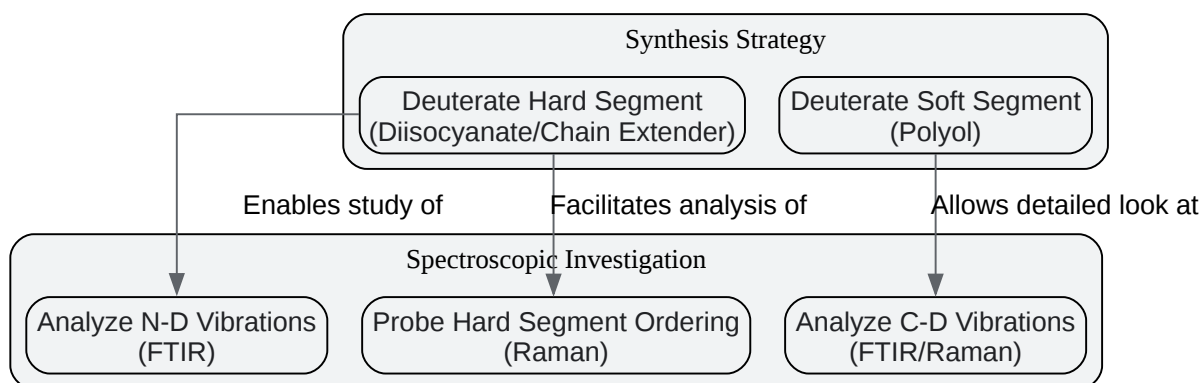 Synthesis Strategy
Deuterate Hard Segment
(Diisocyanate/Chain Extender)
Deuterate Soft Segment
(Polyol)
Enables study of
Facilitates analysis of
Allows detailed look at
Spectroscopic Investigation
Analyze N-D Vibrations
(FTIR)
Probe Hard Segment Ordering
(Raman)
Analyze C-D Vibrations
(FTIR/Raman)